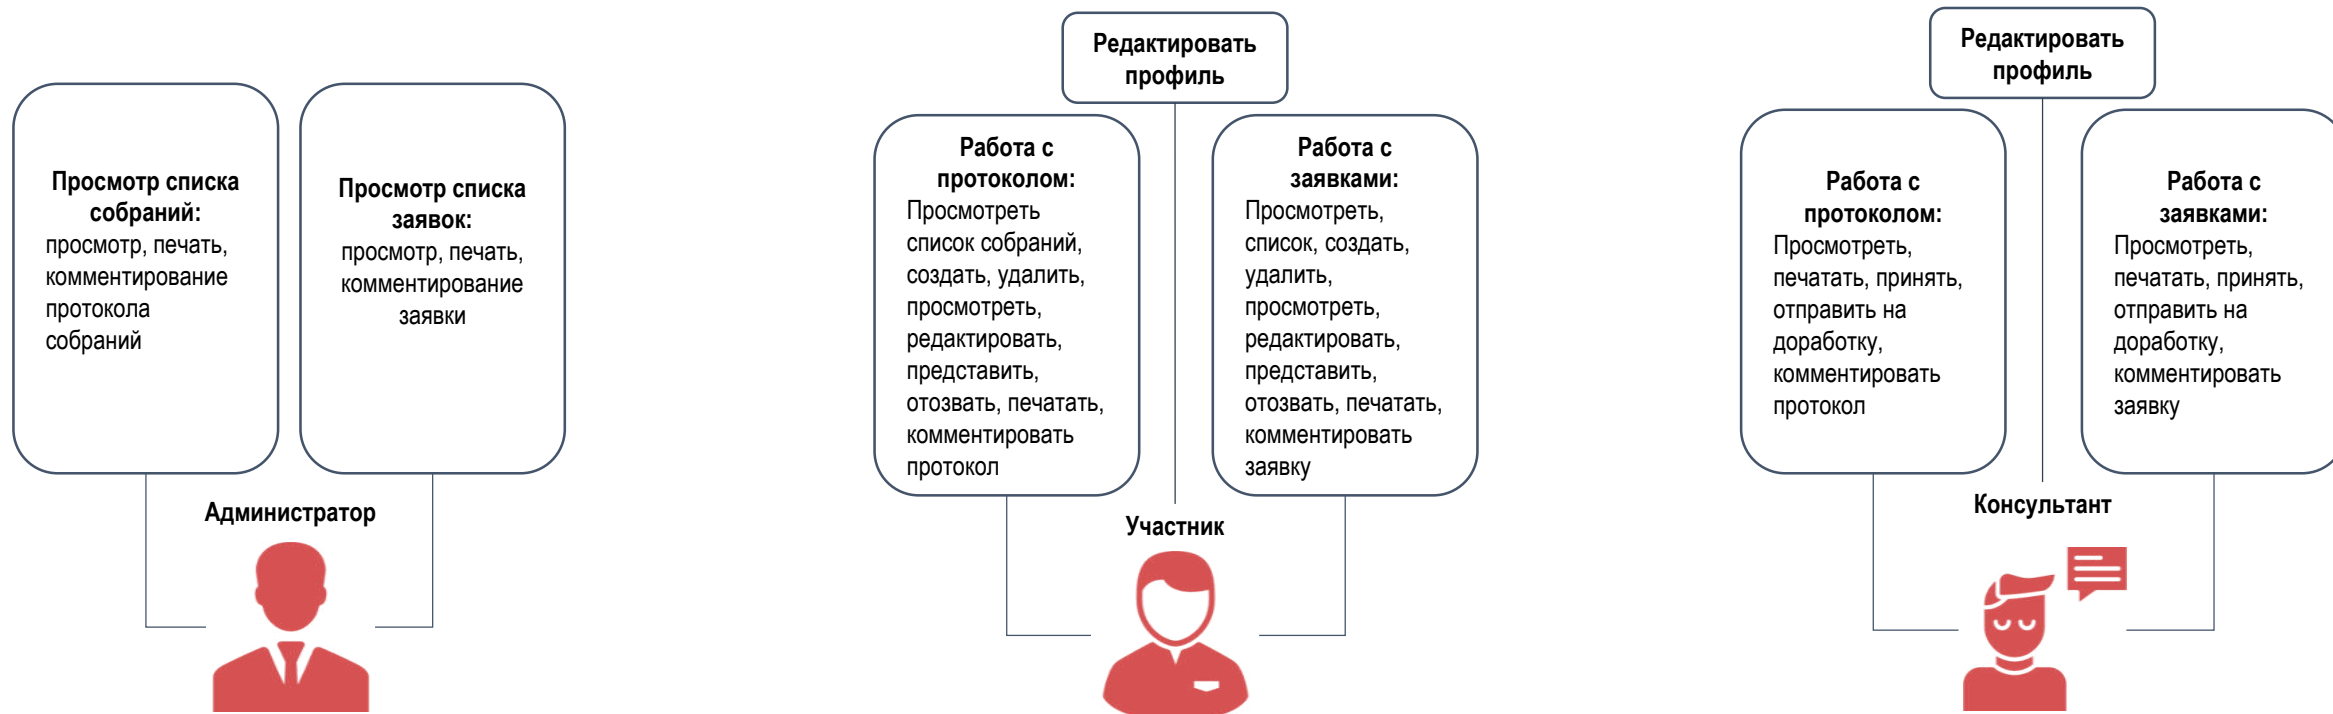 Просмотр списка
собраний:
просмотр, печать,
комментирование
протокола
собраний
Просмотр списка
заявок:
просмотр, печать,
комментирование
заявки
Администратор
Редактировать
профиль
Работа с
протоколом:
Просмотреть
список собраний,
создать, удалить,
просмотреть,
редактировать,
представить,
отозвать, печатать,
комментировать
протокол
Работа с
заявками:
Просмотреть,
список, создать,
удалить,
просмотреть,
редактировать,
представить,
отозвать, печатать,
комментировать
заявку
Участник
Редактировать
профиль
Работа с
протоколом:
Просмотреть,
печатать, принять,
отправить на
доработку,
комментировать
протокол
Работа с
заявками:
Просмотреть,
печатать, принять,
отправить на
доработку,
комментировать
заявку
Консультант